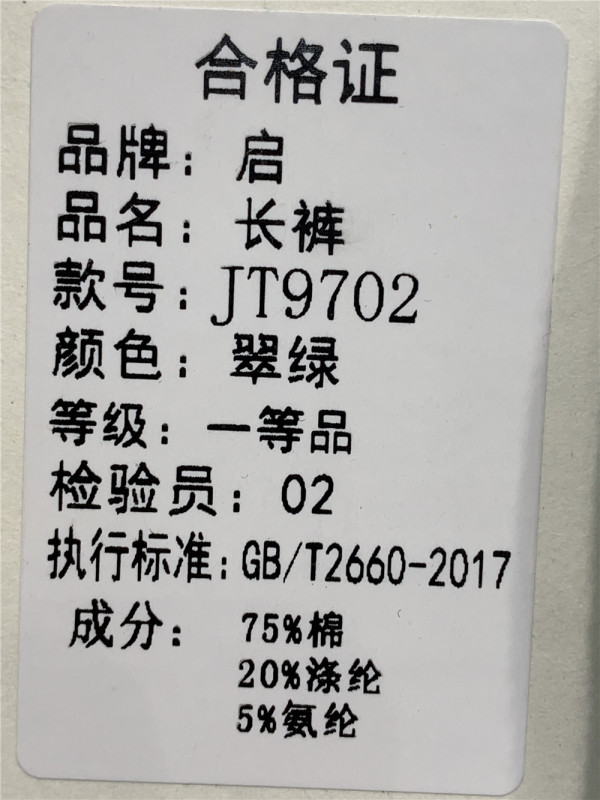 合格证
品牌：启
品名：长裤
款号：JT9702
颜色：翠绿
等级：一等品
检验员：02
执行标准：GB/T2660-2017
成分：75%棉
20%涤纶
5%氨纶